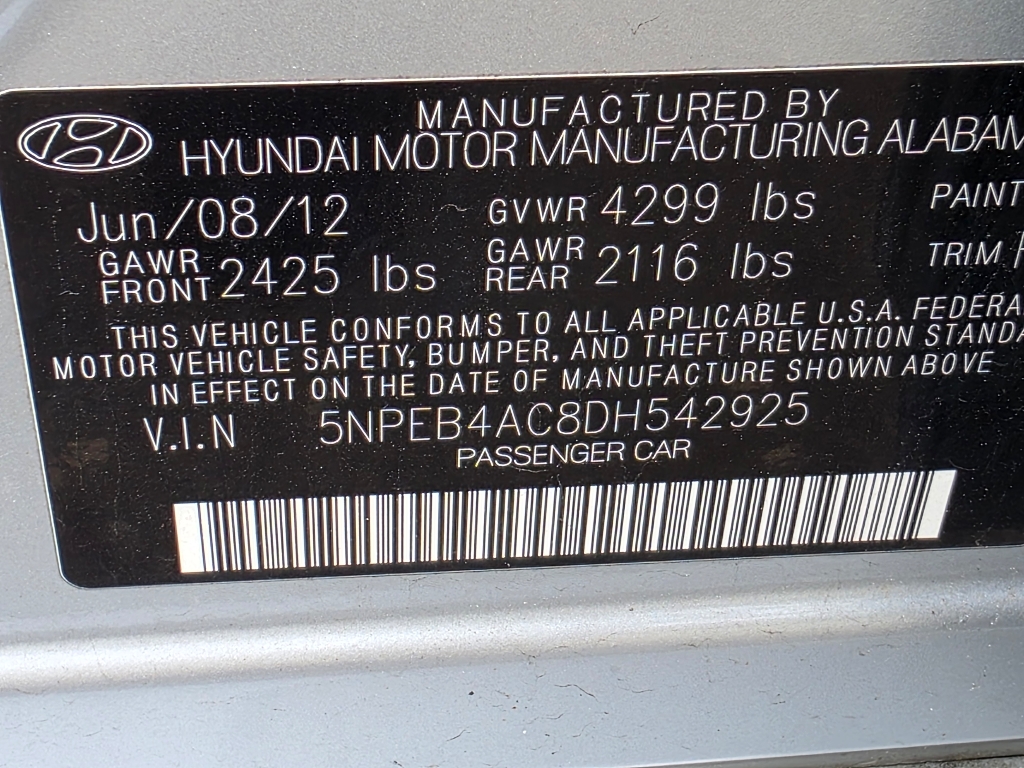 MANUFACTURED BY
HYUNDAI MOTOR MANUFACTURING ALABAM
Jun/08/12 GVWR 4299 lbs PAINT
GAWR FRONT 2425 lbs GAWR REAR 2116 lbs TRIM
THIS VEHICLE CONFORMS TO ALL APPLICABLE U.S.A. FEDERA
MOTOR VEHICLE SAFETY, BUMPER, AND THEFT PREVENTION STANDA
IN EFFECT ON THE DATE OF MANUFACTURE SHOWN ABOVE
V.I.N 5NPEB4AC8DH542925
PASSENGER CAR